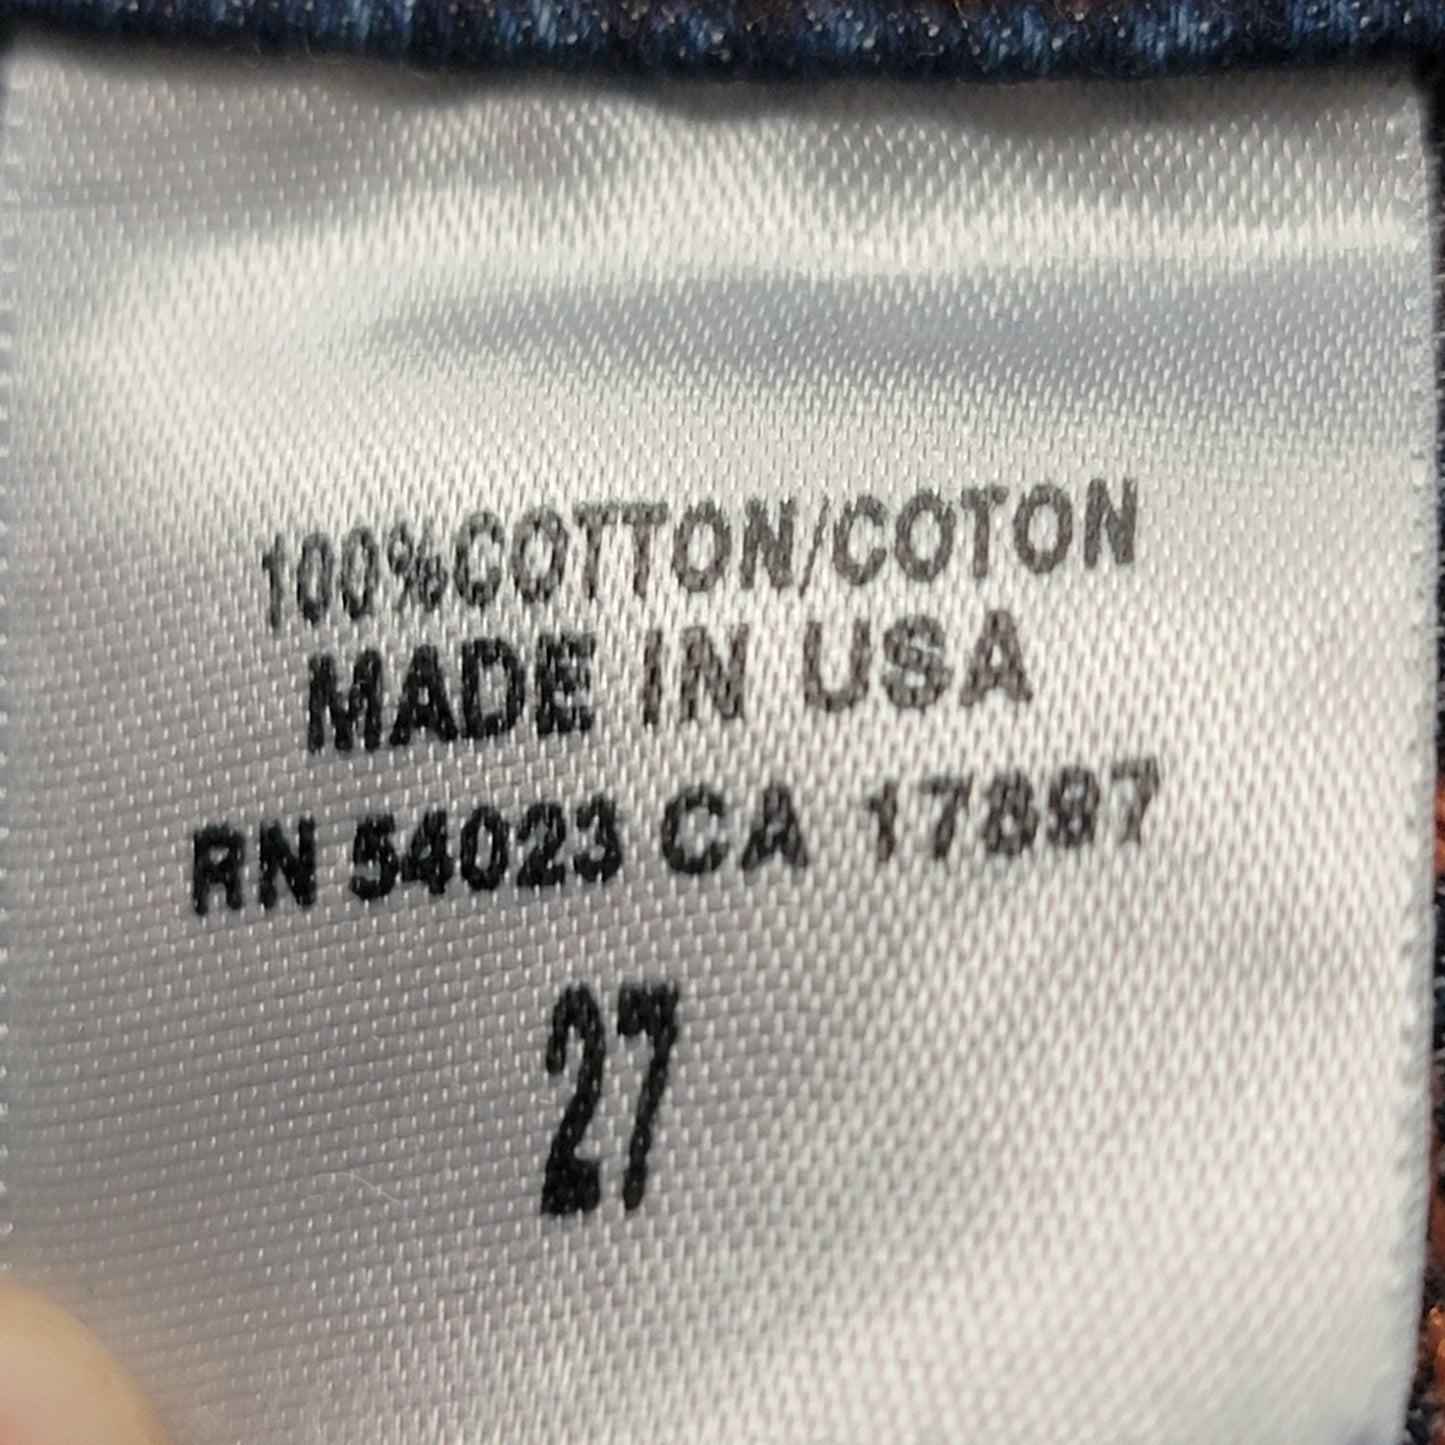 100%COTTON/COTON
MADE IN USA
RN 54023 CA 17897
27